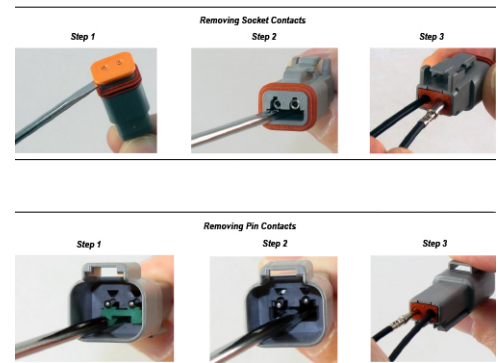 Removing Socket Contacts
Step 1
Step 2
Step 3
Removing Pin Contacts
Step 1
Step 2
Step 3